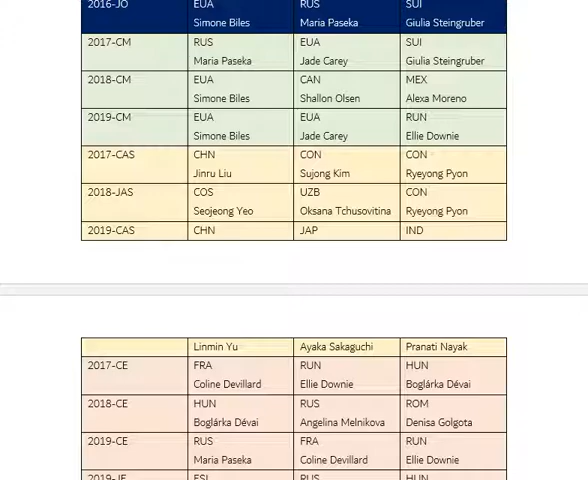 2016-JO EUA RUS SUI
Simone Biles Maria Paseka Giulia Steingruber
2017-CM RUS EUA SUI
Maria Paseka Jade Carey Giulia Steingruber
2018-CM EUA CAN MEX
Simone Biles Shallon Olsen Alexa Moreno
2019-CM EUA EUA RUN
Simone Biles Jade Carey Ellie Downie
2017-CAS CHN CON CON
Jinru Liu Sujong Kim Ryeyong Pyon
2018-JAS COS UZB CON
Seojeong Yeo Oksana Tchusovitina Ryeyong Pyon
2019-CAS CHN JAP IND
Linmin Yu Ayaka Sakaguchi Pranati Nayak
2017-CE FRA RUN HUN
Coline Devillard Ellie Downie Boglárka Dévai
2018-CE HUN RUS ROM
Boglárka Dévai Angelina Melnikova Denisa Golgota
2019-CE RUS FRA RUN
Maria Paseka Coline Devillard Ellie Downie
2019-JE ESL RUS HUN